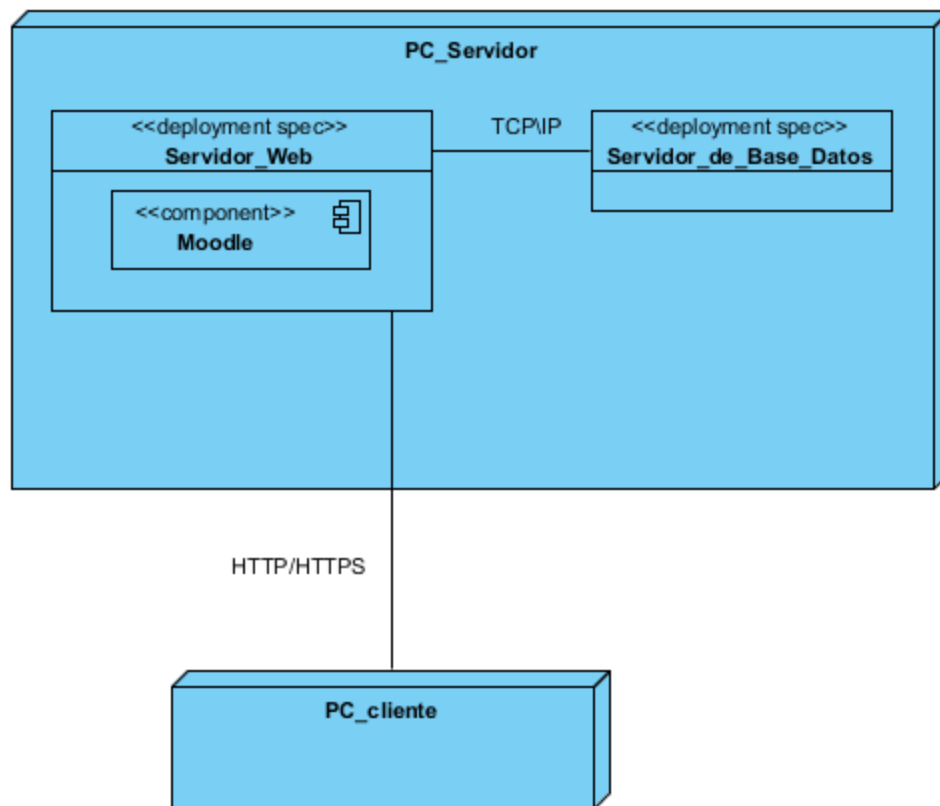 PC_Servidor
<<deployment spec>>
Servidor_Web
TCP\IP
<<deployment spec>>
Servidor_de_Base_Datos
<<component>>
Moodle
HTTP/HTTPS
PC_cliente